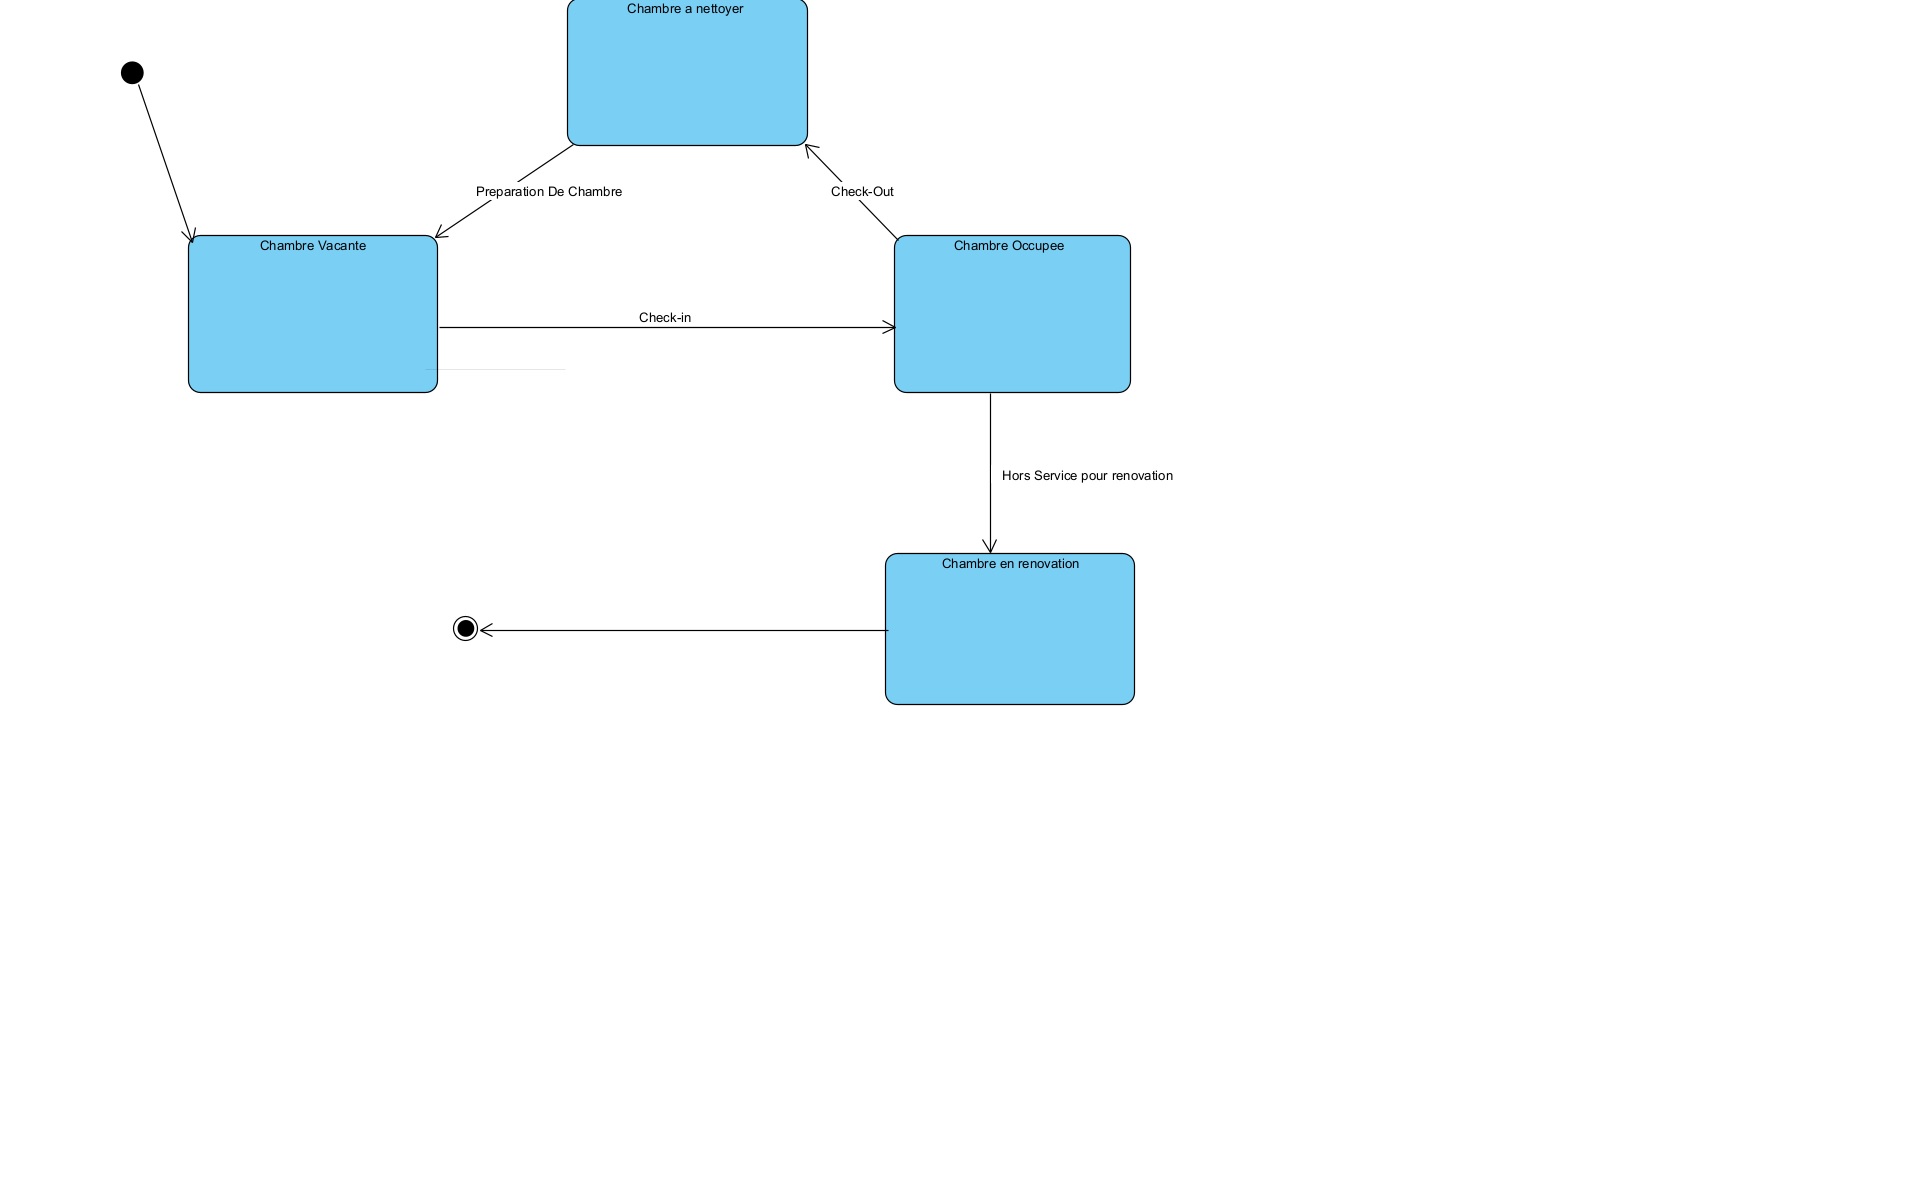 Chambre a nettoyer
Preparation De Chambre
Check-Out
Chambre Vacante
Chambre Occupee
Check-in
Hors Service pour renovation
Chambre en renovation